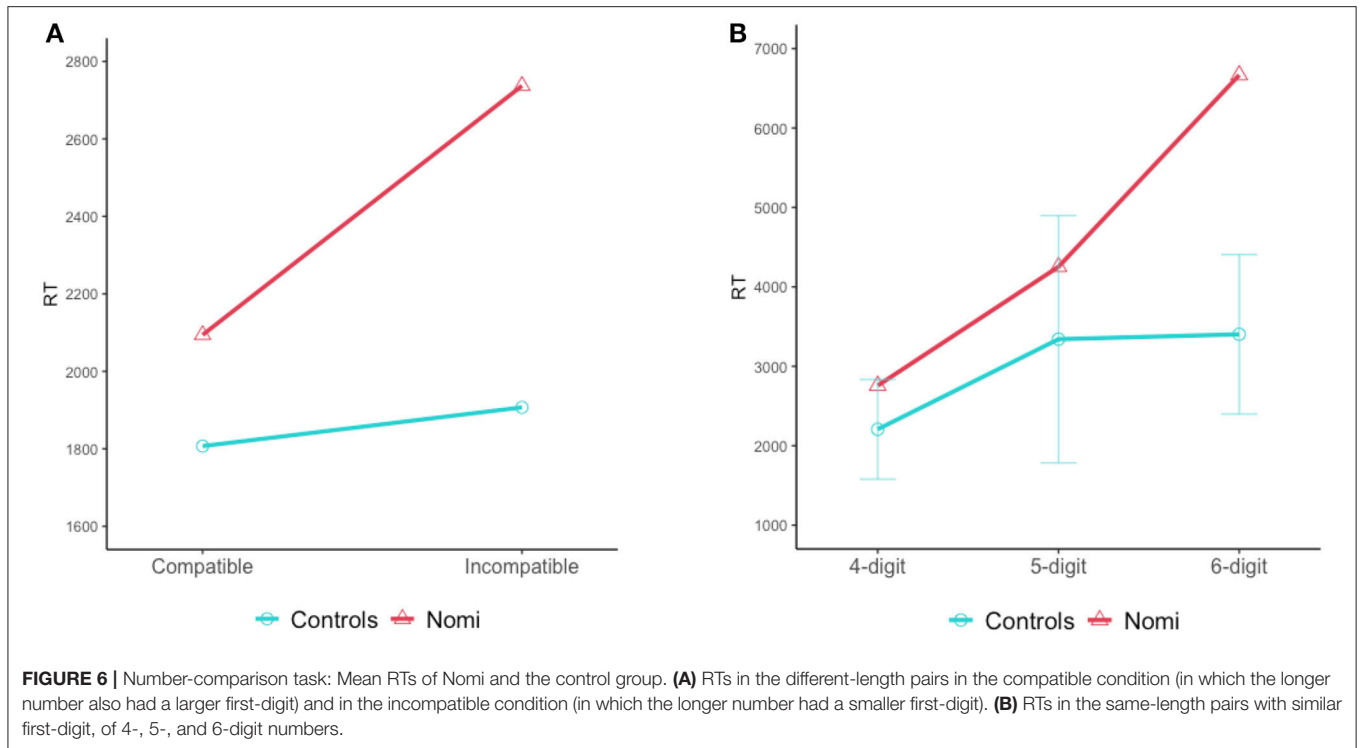 A
2800
2600
2400
2200
2000
1800
1600
RT
Compatible Incompatible
Controls Nomi
B
7000
6000
5000
4000
3000
2000
1000
RT
4-digit 5-digit 6-digit
Controls Nomi
FIGURE 6 | Number-comparison task: Mean RTs of Nomi and the control group. (A) RTs in the different-length pairs in the compatible condition (in which the longer
number also had a larger first-digit) and in the incompatible condition (in which the longer number had a smaller first-digit). (B) RTs in the same-length pairs with similar
first-digit, of 4-, 5-, and 6-digit numbers.